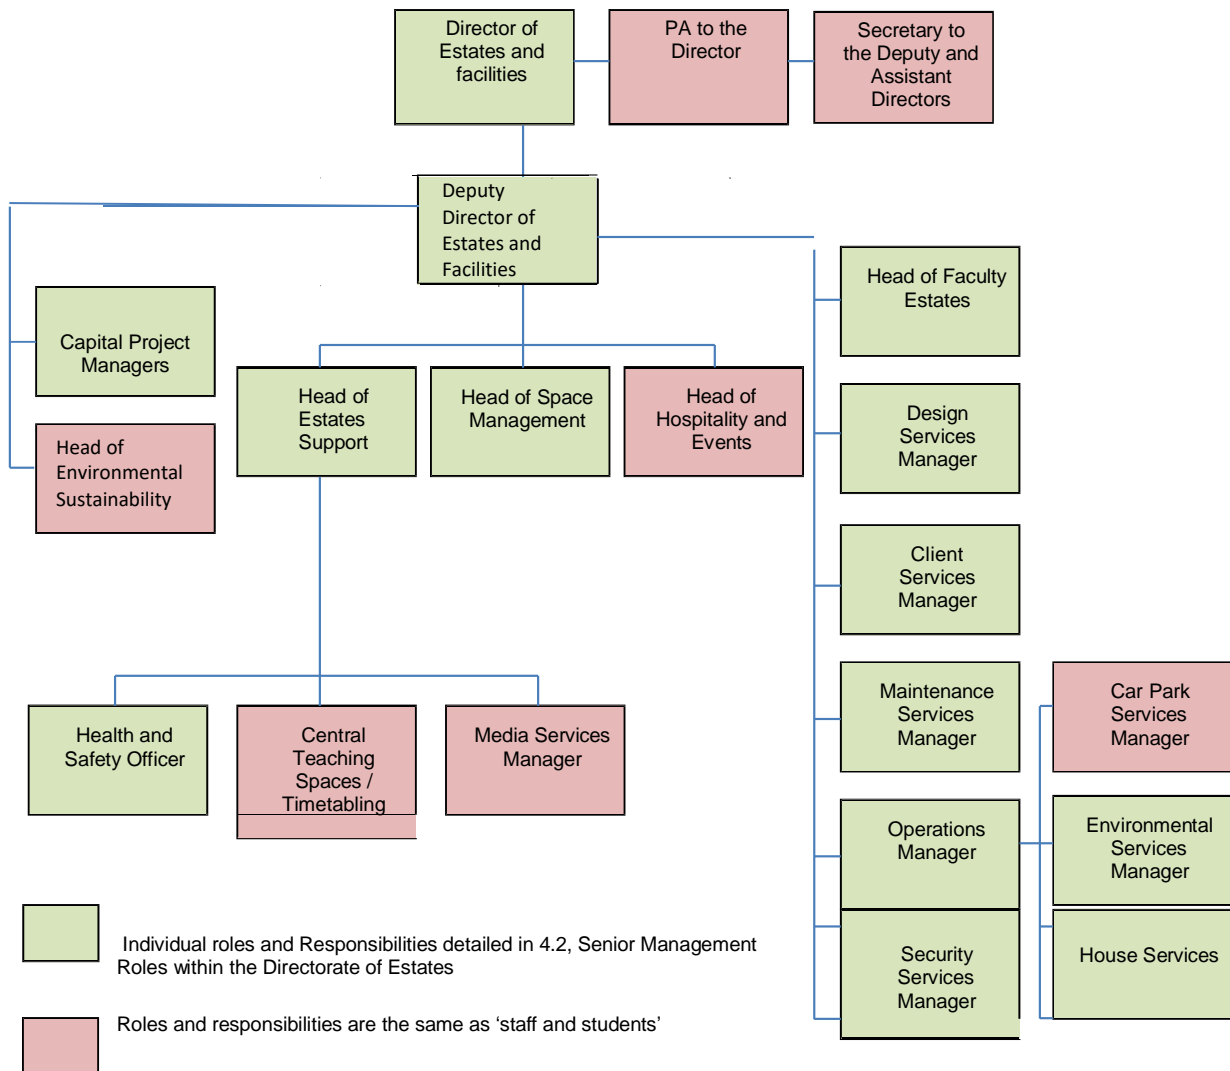 Director of
Estates and
facilities
PA to the
Director
Secretary to
the Deputy and
Assistant
Directors
Deputy
Director of
Estates and
Facilities
Capital Project
Managers
Head of
Environmental
Sustainability
Head of
Estates
Support
Head of Space
Management
Head of
Hospitality and
Events
Head of Faculty
Estates
Design
Services
Manager
Client
Services
Manager
Maintenance
Services
Manager
Car Park
Services
Manager
Health and
Safety Officer
Central
Teaching
Spaces /
Timetabling
Media Services
Manager
Operations
Manager
Environmental
Services
Manager
Security
Services
Manager
House Services
Individual roles and Responsibilities detailed in 4.2, Senior Management
Roles within the Directorate of Estates
Roles and responsibilities are the same as ‘staff and students’